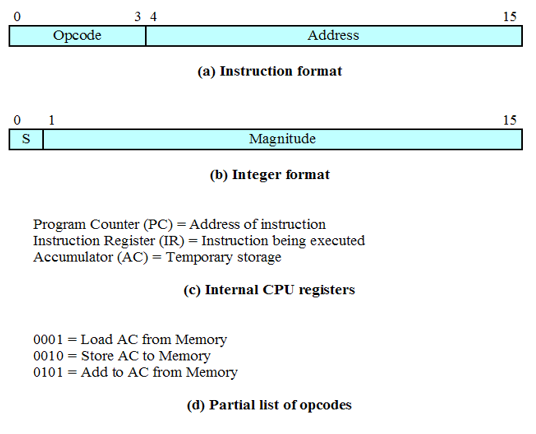 0 3 4 15
Opcode Address
(a) Instruction format
0 1 15
S Magnitude
(b) Integer format
Program Counter (PC) = Address of instruction
Instruction Register (IR) = Instruction being executed
Accumulator (AC) = Temporary storage
(c) Internal CPU registers
0001 = Load AC from Memory
0010 = Store AC to Memory
0101 = Add to AC from Memory
(d) Partial list of opcodes